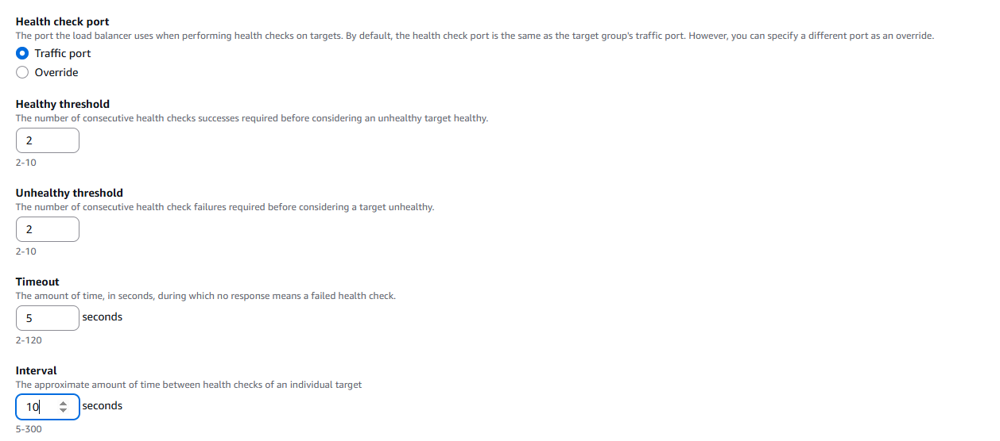 Health check port
The port the load balancer uses when performing health checks on targets. By default, the health check port is the same as the target group's traffic port. However, you can specify a different port as an override.
Traffic port
Override
Healthy threshold
The number of consecutive health checks successes required before considering an unhealthy target healthy.
2
2-10
Unhealthy threshold
The number of consecutive health check failures required before considering a target unhealthy.
2
2-10
Timeout
The amount of time, in seconds, during which no response means a failed health check.
5 seconds
2-120
Interval
The approximate amount of time between health checks of an individual target
10 seconds
5-300